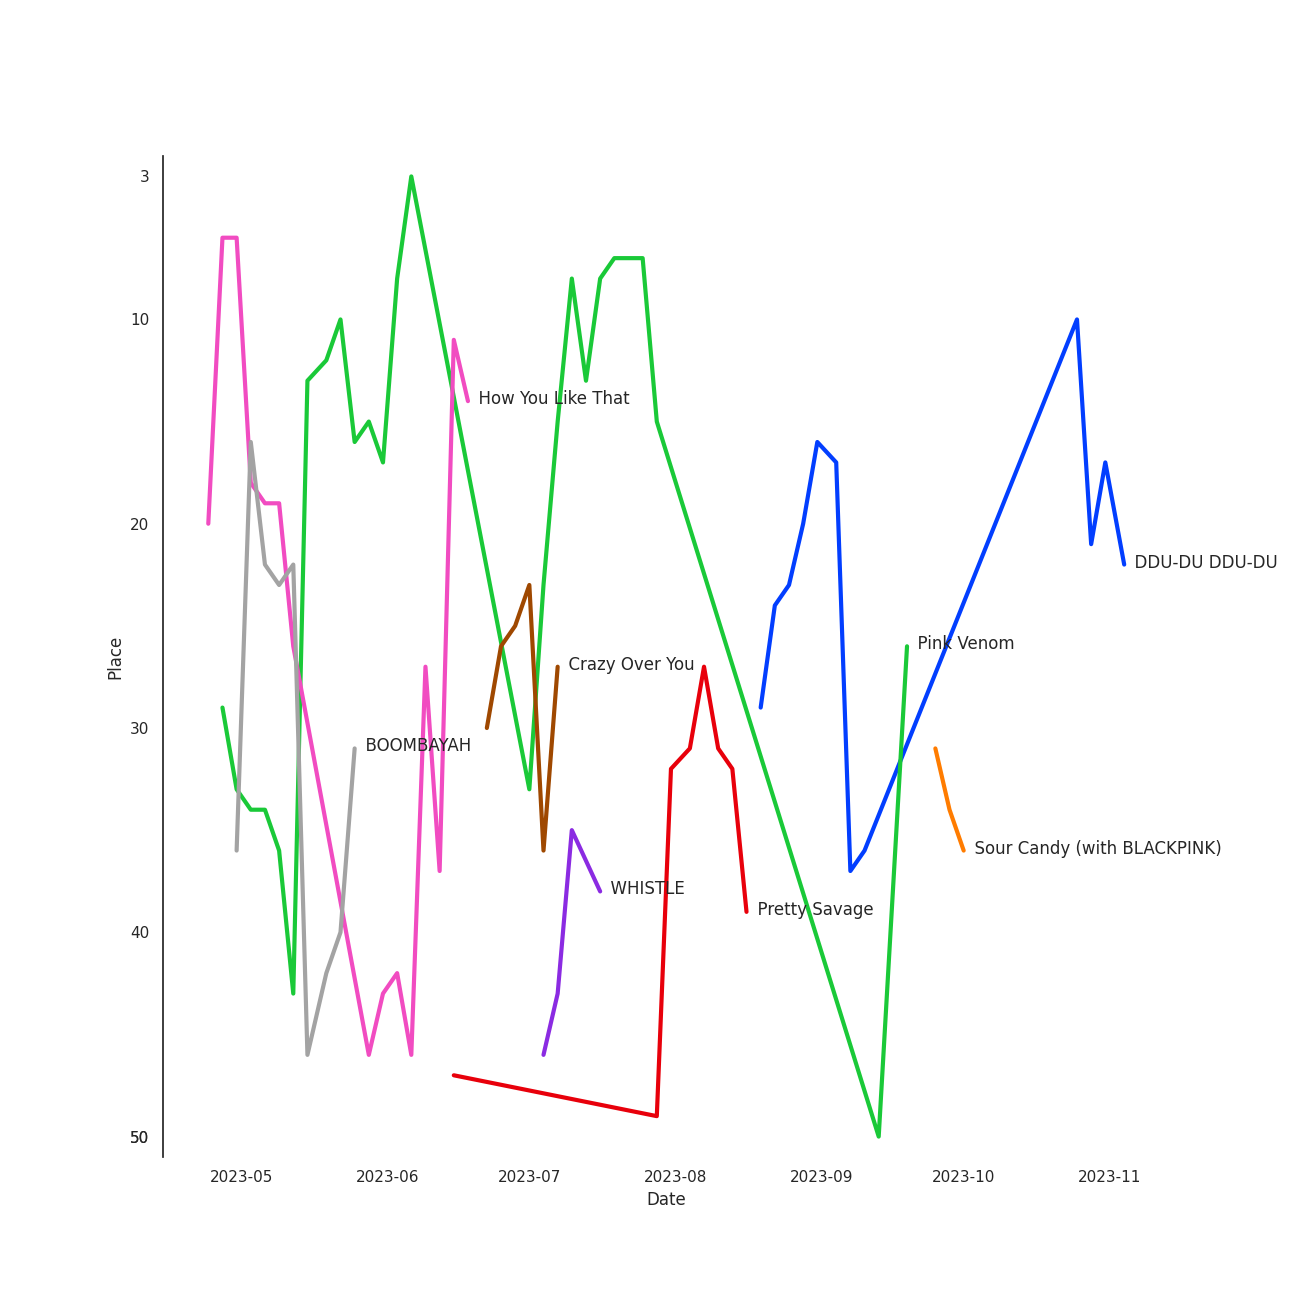 3
10
How You Like That
20
DDU-DU DDU-DU
Pink Venom
Crazy Over You
Place
30
BOOMBAYAH
Sour Candy (with BLACKPINK)
WHISTLE
Pretty Savage
40
50
2023-05 2023-06 2023-07 2023-08 2023-09 2023-10 2023-11
Date